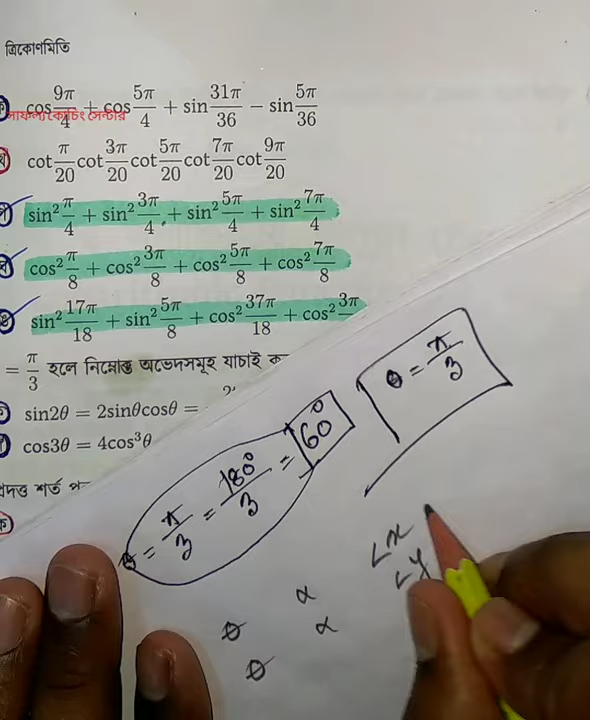 ত্রিকোণমিতি
cos 9π/4 + cos 5π/4 + sin 31π/36 − sin 5π/36
সাফল্য কোচিং সেন্টার
cot π/20 cot 3π/20 cot 5π/20 cot 7π/20 cot 9π/20
sin² π/4 + sin² 3π/4 + sin² 5π/4 + sin² 7π/4
cos² π/8 + cos² 3π/8 + cos² 5π/8 + cos² 7π/8
sin² 17π/18 + sin² 5π/8 + cos² 37π/18 + cos² 3π
= π/3 হলে নিম্নোক্ত অভেদসমূহ যাচাই ক
sin2θ = 2sinθcosθ =
cos3θ = 4cos³θ
শর্ত
θ = π/3
θ = π/3 = 180°/3 = 60°
∠x
∠y
α
θ α
θ